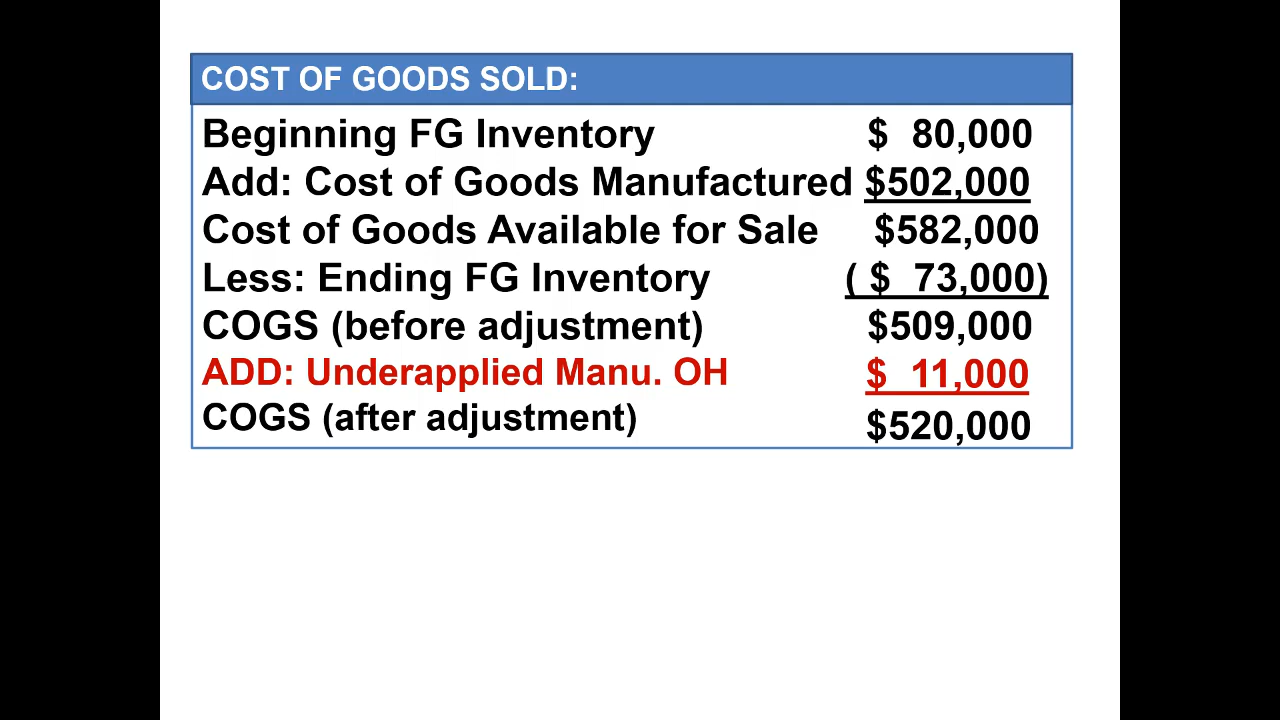 COST OF GOODS SOLD:
Beginning FG Inventory $ 80,000
Add: Cost of Goods Manufactured $502,000
Cost of Goods Available for Sale $582,000
Less: Ending FG Inventory ( $ 73,000)
COGS (before adjustment) $509,000
ADD: Underapplied Manu. OH $ 11,000
COGS (after adjustment) $520,000